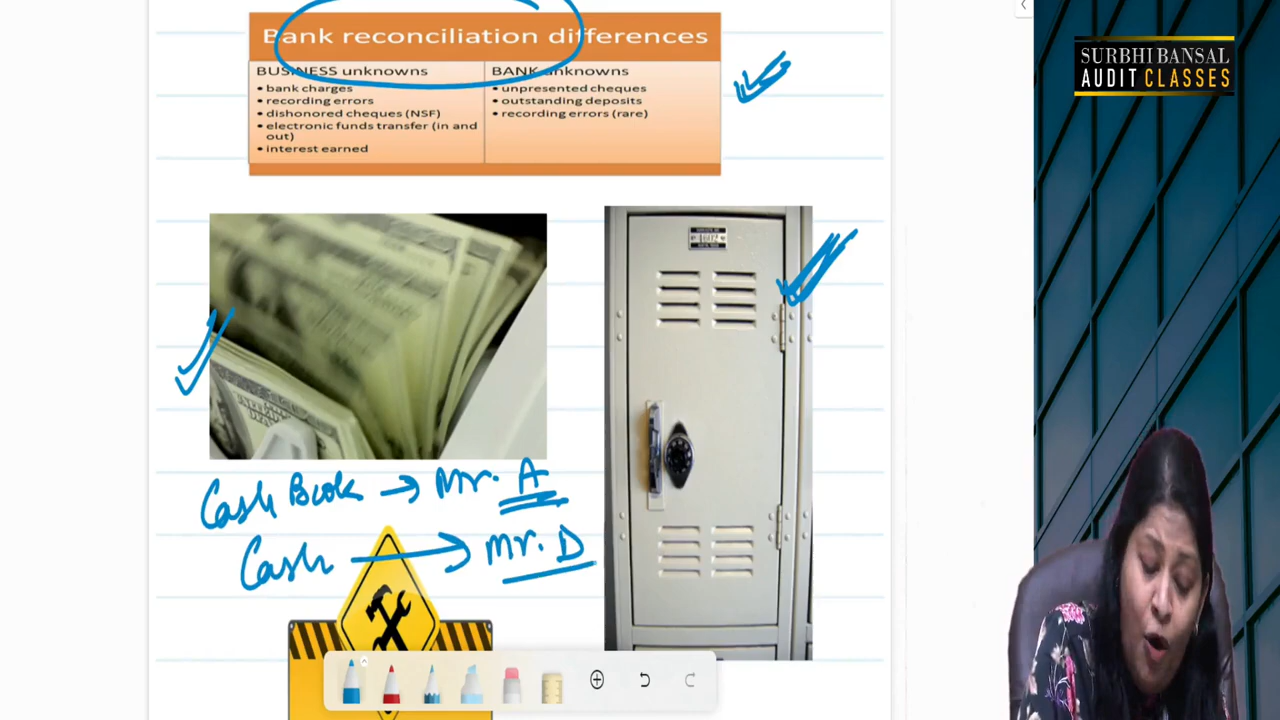 Bank reconciliation differences
BUSINESS unknowns
• bank charges
• recording errors
• dishonored cheques (NSF)
• electronic funds transfer (in and
out)
• interest earned
BANK unknowns
• unpresented cheques
• outstanding deposits
• recording errors (rare)
SURBHI BANSAL
AUDIT CLASSES
Cash Book → Mr. A
Cash → Mr. D